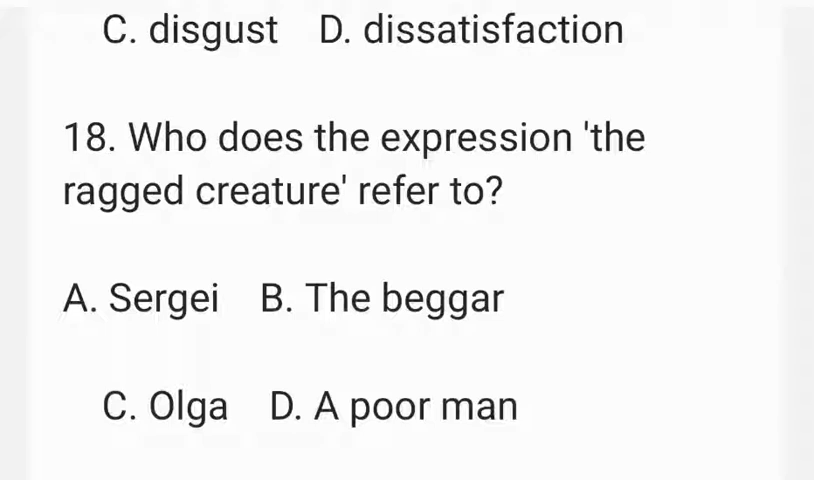 C. disgust D. dissatisfaction
18. Who does the expression 'the
ragged creature' refer to?
A. Sergei B. The beggar
C. Olga D. A poor man